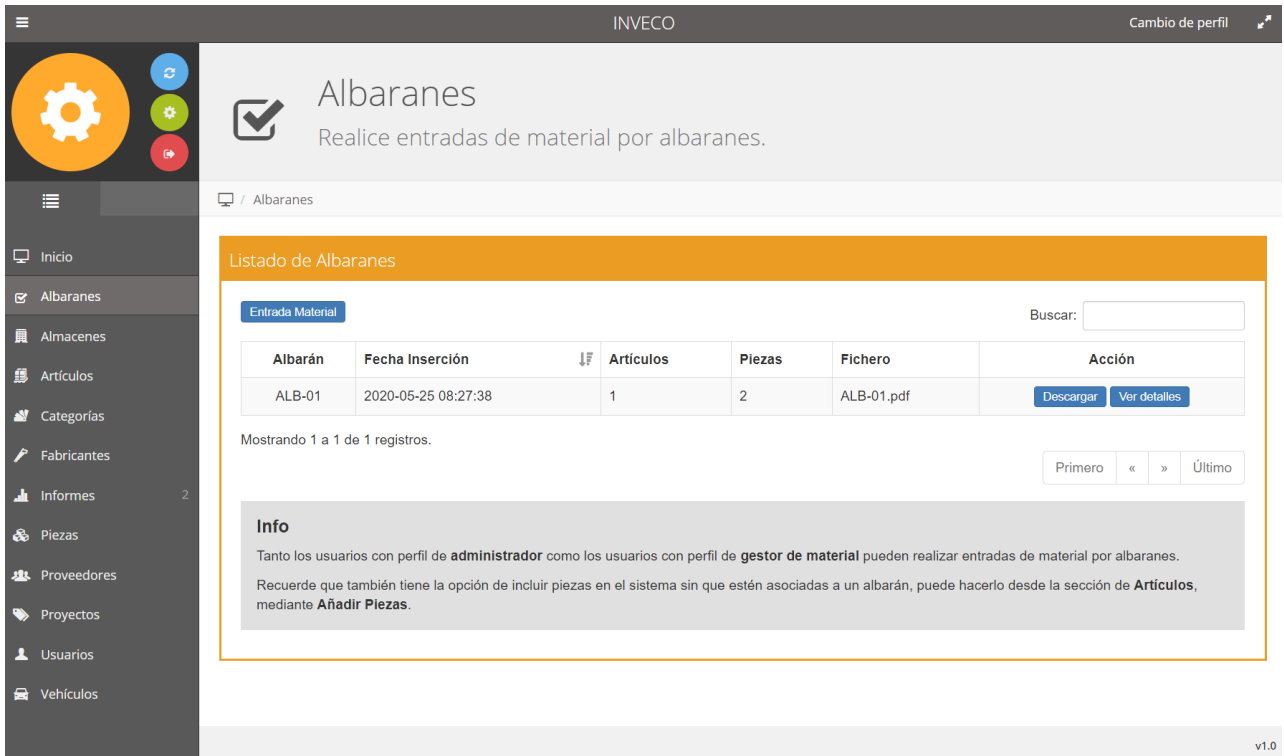 INVECO
Cambio de perfil
Albaranes
Realice entradas de material por albaranes.
/ Albaranes
Inicio
Albaranes
Almacenes
Artículos
Categorías
Fabricantes
Informes 2
Piezas
Proveedores
Proyectos
Usuarios
Vehículos
Listado de Albaranes
Entrada Material
Buscar:
Albarán Fecha Inserción Artículos Piezas Fichero Acción
ALB-01 2020-05-25 08:27:38 1 2 ALB-01.pdf Descargar Ver detalles
Mostrando 1 a 1 de 1 registros.
Primero « » Último
Info
Tanto los usuarios con perfil de administrador como los usuarios con perfil de gestor de material pueden realizar entradas de material por albaranes.
Recuerde que también tiene la opción de incluir piezas en el sistema sin que estén asociadas a un albarán, puede hacerlo desde la sección de Artículos,
mediante Añadir Piezas.
v1.0